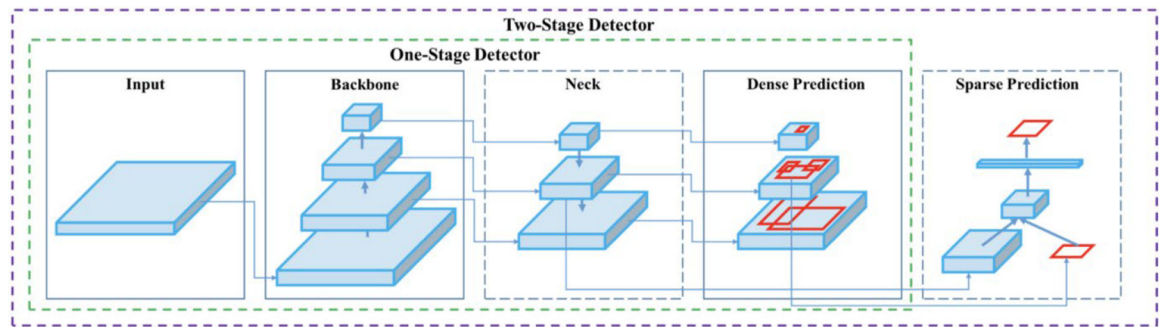 Two-Stage Detector
One-Stage Detector
Input
Backbone
Neck
Dense Prediction
Sparse Prediction